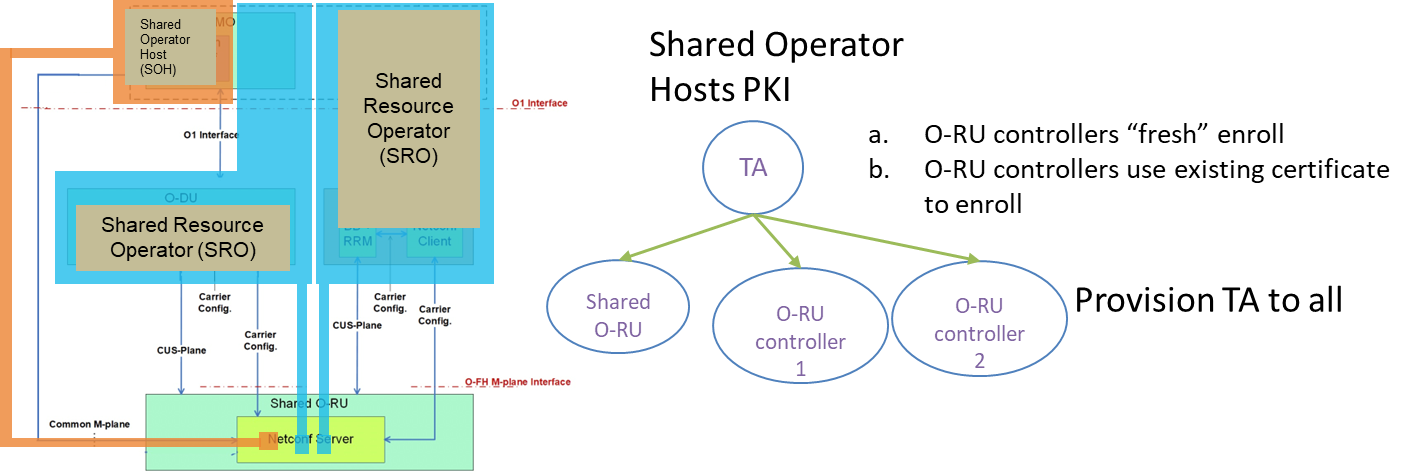 Shared
Operator
Host
(SOH)
MO
n
O1 Interface
O1 Interface
Shared
Resource
Operator
(SRO)
O-DU
Shared Resource
Operator (SRO)
RRM
Client
Carrier
Config.
Carrier
Config.
CUS-Plane
Carrier
Config.
Carrier
Config.
CUS-Plane
O-FH M-plane Interface
Shared O-RU
Common M-plane
Netconf Server
Shared Operator
Hosts PKI
TA
a. O-RU controllers “fresh” enroll
b. O-RU controllers use existing certificate
to enroll
Shared
O-RU
O-RU
controller
1
O-RU
controller
2
Provision TA to all